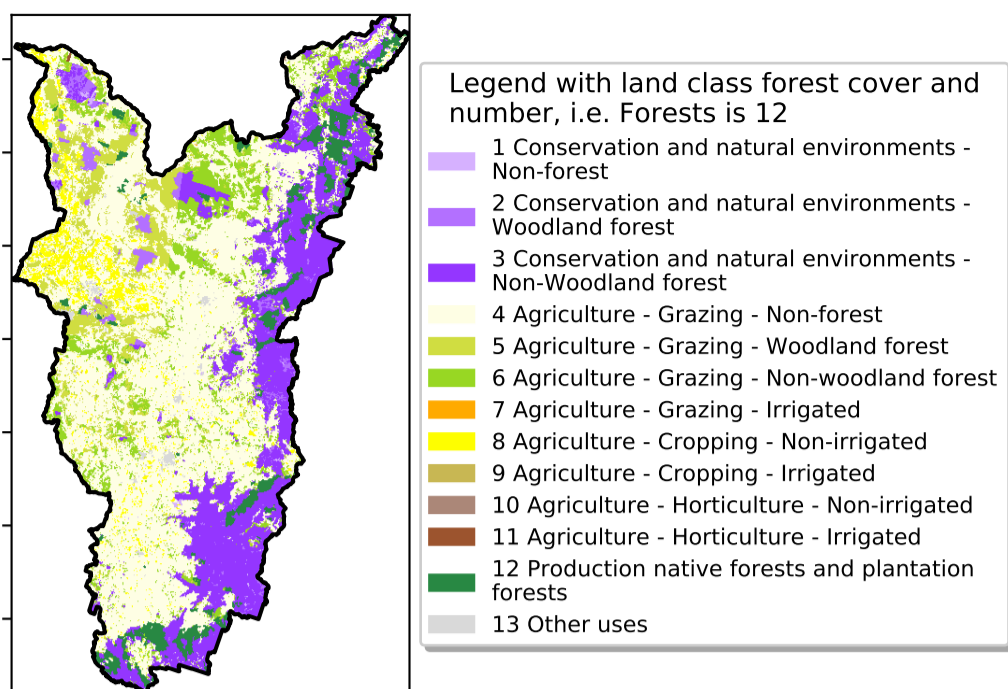 Legend with land class forest cover and
number, i.e. Forests is 12
1 Conservation and natural environments -
Non-forest
2 Conservation and natural environments -
Woodland forest
3 Conservation and natural environments -
Non-Woodland forest
4 Agriculture - Grazing - Non-forest
5 Agriculture - Grazing - Woodland forest
6 Agriculture - Grazing - Non-woodland forest
7 Agriculture - Grazing - Irrigated
8 Agriculture - Cropping - Non-irrigated
9 Agriculture - Cropping - Irrigated
10 Agriculture - Horticulture - Non-irrigated
11 Agriculture - Horticulture - Irrigated
12 Production native forests and plantation
forests
13 Other uses